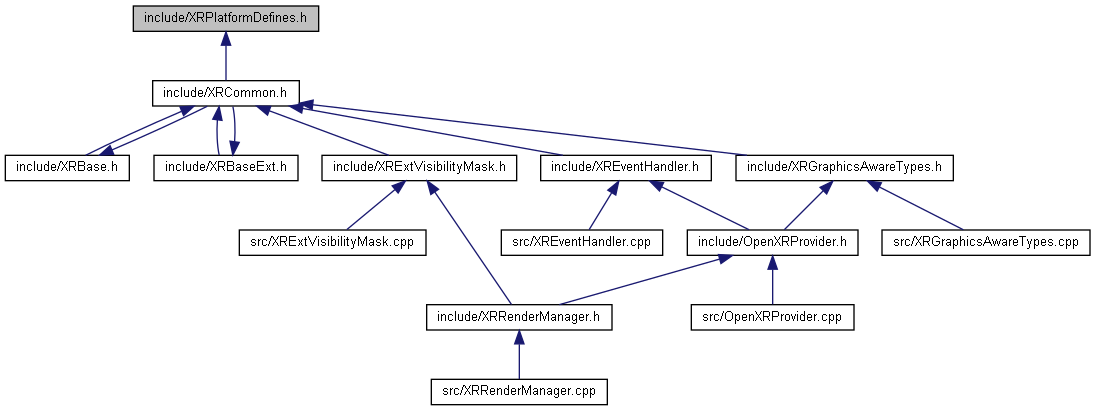 include/XRPlatformDefines.h
include/XRCommon.h
include/XRBase.h
include/XRBaseExt.h
include/XRExtVisibilityMask.h
include/XREventHandler.h
include/XRGraphicsAwareTypes.h
src/XRExtVisibilityMask.cpp
src/XREventHandler.cpp
include/OpenXRProvider.h
src/XRGraphicsAwareTypes.cpp
include/XRRenderManager.h
src/OpenXRProvider.cpp
src/XRRenderManager.cpp